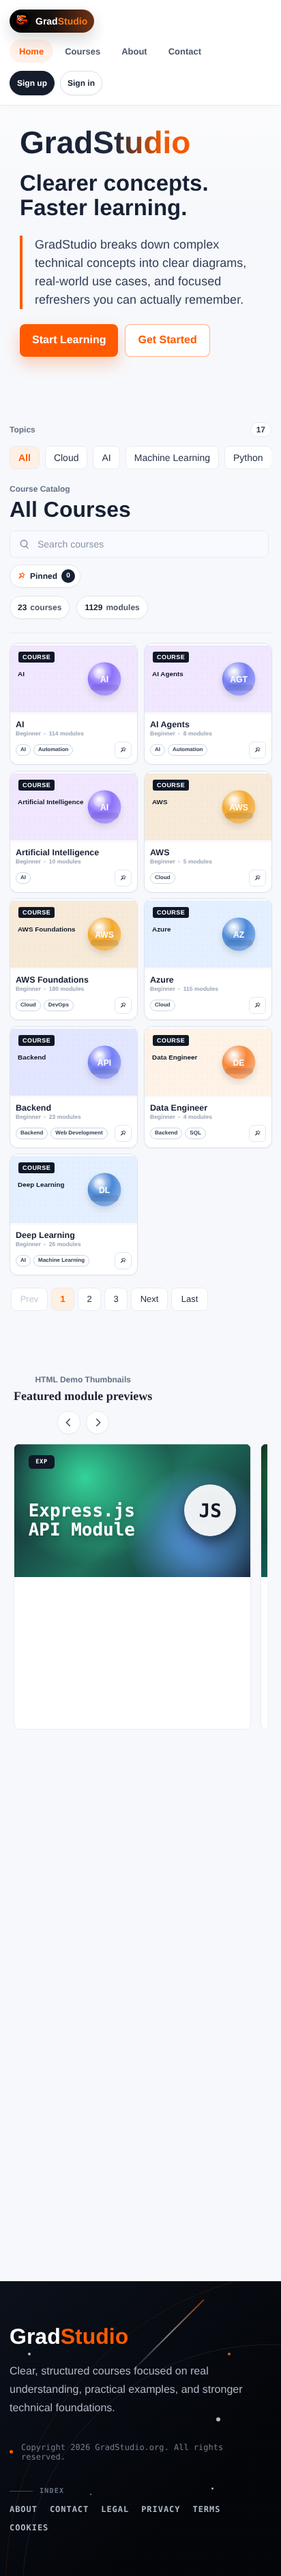 GradStudio
Home Courses About Contact
Sign up Sign in
GradStudio
Clearer concepts.
Faster learning.
GradStudio breaks down complex
technical concepts into clear diagrams,
real-world use cases, and focused
refreshers you can actually remember.
Start Learning Get Started
Topics 17
All Cloud AI Machine Learning Python
Course Catalog
All Courses
Search courses
Pinned 0
23 courses 1129 modules
COURSE COURSE
AI AI AI Agents AGT
AI AI Agents
Beginner • 114 modules Beginner • 8 modules
AI Automation AI Automation
COURSE COURSE
Artificial Intelligence AI AWS AWS
Artificial Intelligence AWS
Beginner • 10 modules Beginner • 5 modules
AI Cloud
COURSE COURSE
AWS Foundations AWS Azure AZ
AWS Foundations Azure
Beginner • 180 modules Beginner • 115 modules
Cloud DevOps Cloud
COURSE COURSE
Backend API Data Engineer DE
Backend Data Engineer
Beginner • 23 modules Beginner • 4 modules
Backend Web Development Backend SQL
COURSE
Deep Learning DL
Deep Learning
Beginner • 26 modules
AI Machine Learning
Prev 1 2 3 Next Last
HTML Demo Thumbnails
Featured module previews
EXP
Express.js
API Module
JS
GradStudio
Clear, structured courses focused on real
understanding, practical examples, and stronger
technical foundations.
Copyright 2026 GradStudio.org. All rights
reserved.
INDEX
ABOUT CONTACT LEGAL PRIVACY TERMS
COOKIES